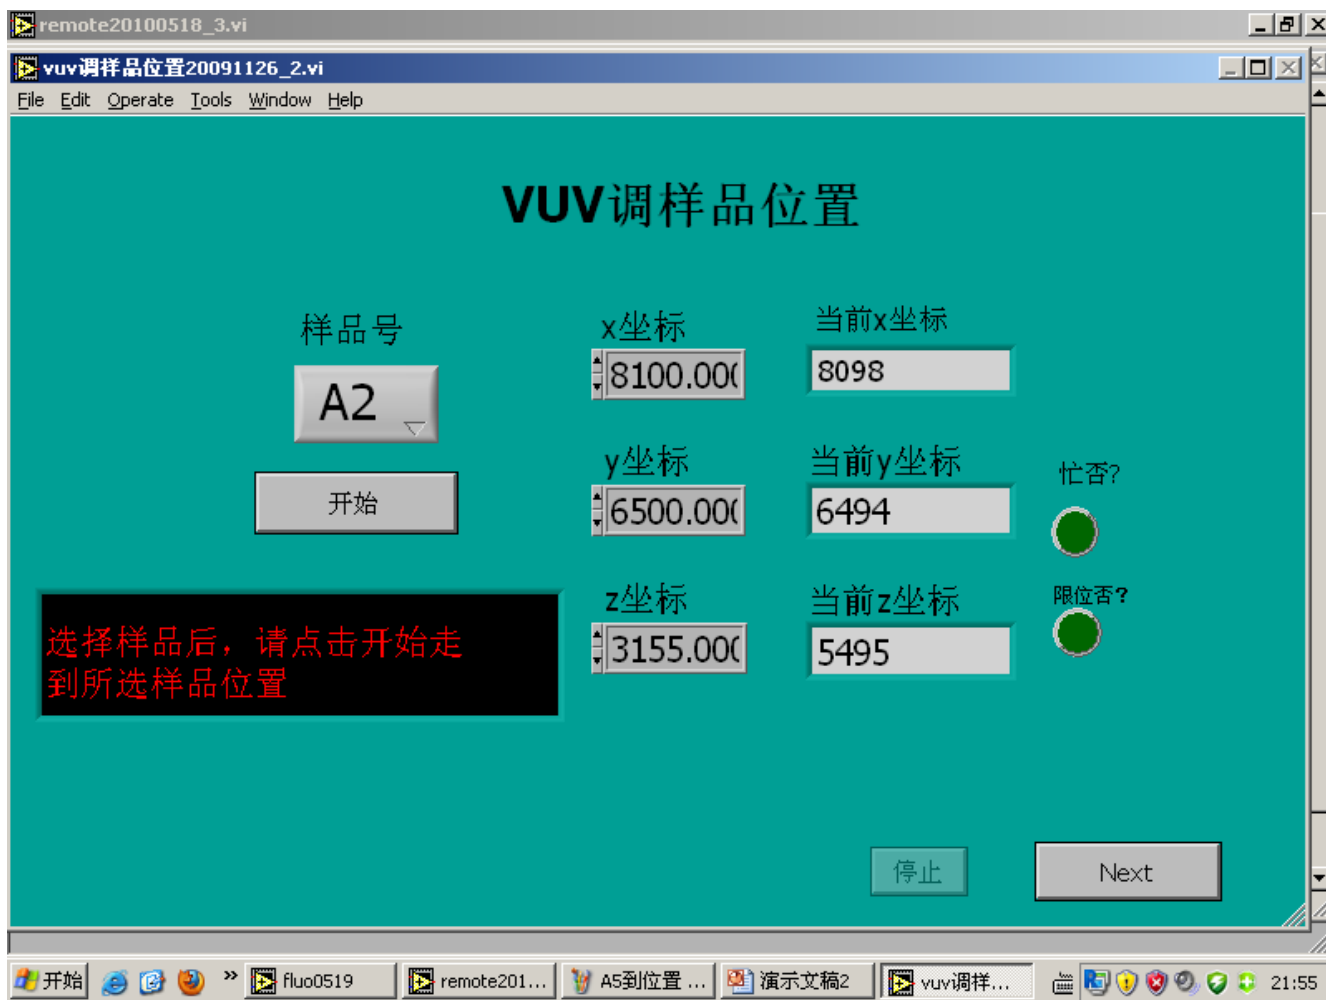 remote20100518_3.vi
vuv调样品位置20091126_2.vi
File Edit Operate Tools Window Help
VUV调样品位置
样品号
x坐标
当前x坐标
A2
8100.000
8098
y坐标
当前y坐标
忙否?
开始
6500.000
6494
z坐标
当前z坐标
限位否?
选择样品后，请点击开始走
到所选样品位置
3155.000
5495
停止
Next
开始
»
fluo0519
remote201...
A5到位置 ...
演示文稿2
vuv调样...
21:55